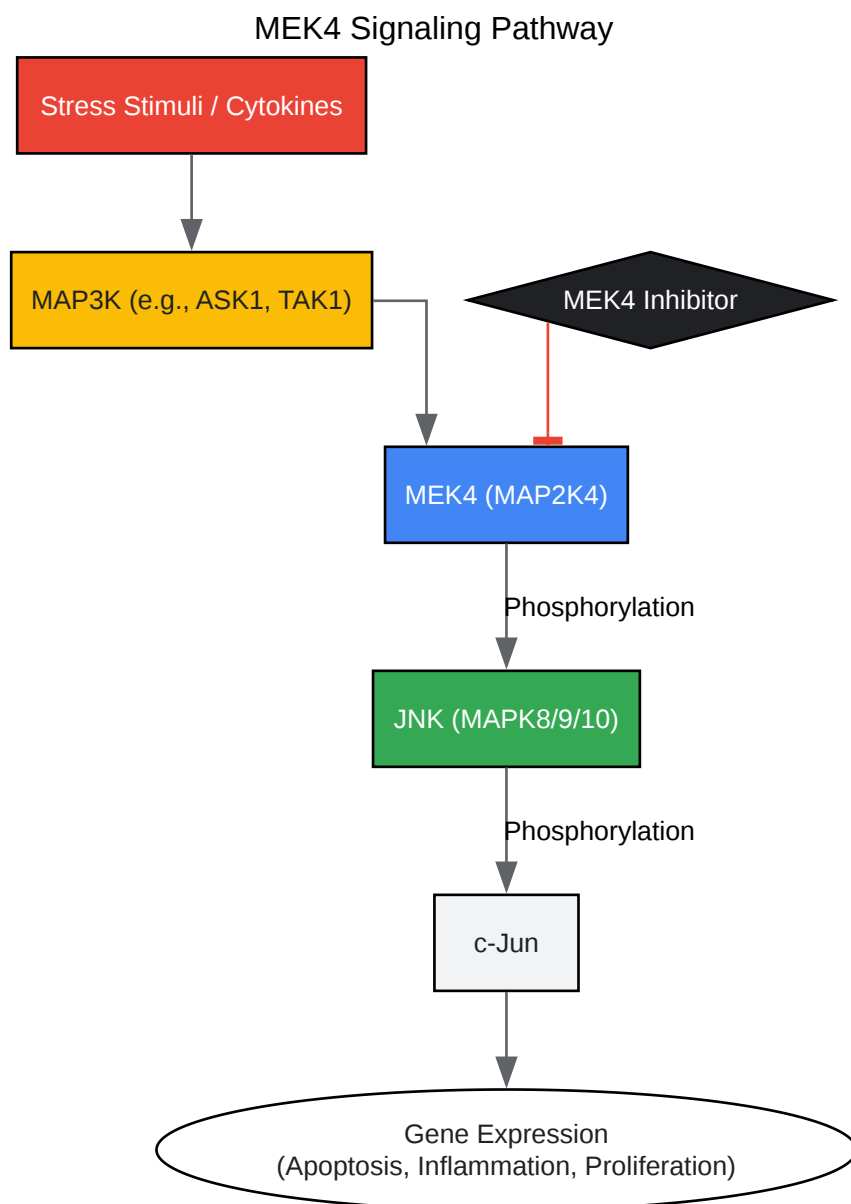 MEK4 Signaling Pathway
Stress Stimuli / Cytokines
MAP3K (e.g., ASK1, TAK1)
MEK4 Inhibitor
MEK4 (MAP2K4)
Phosphorylation
JNK (MAPK8/9/10)
Phosphorylation
c-Jun
Gene Expression
(Apoptosis, Inflammation, Proliferation)